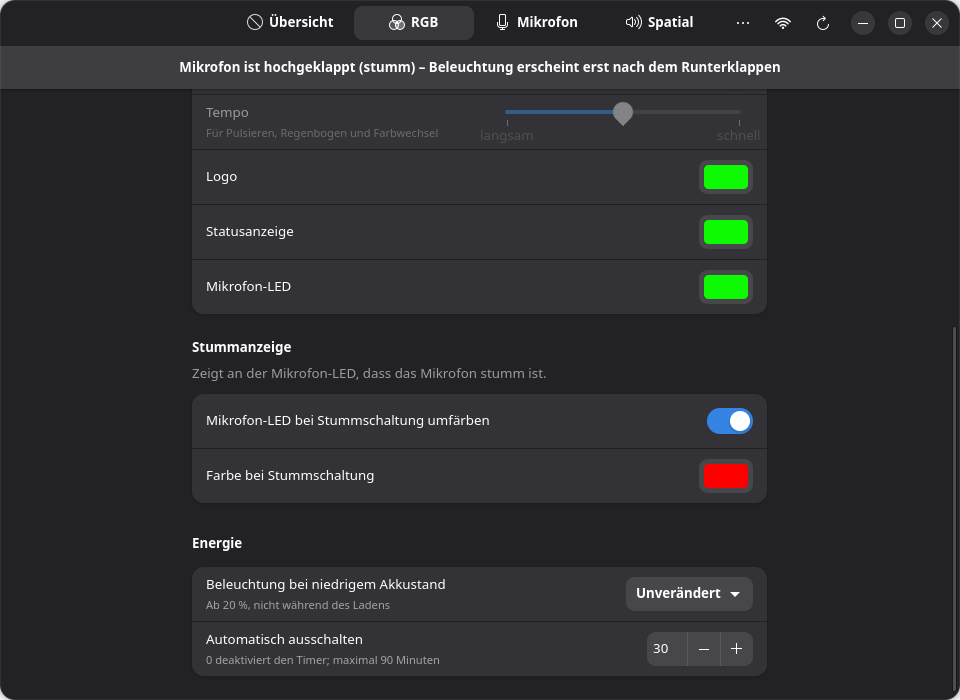 Übersicht
RGB
Mikrofon
Spatial
Mikrofon ist hochgeklappt (stumm) – Beleuchtung erscheint erst nach dem Runterklappen
Tempo
Für Pulsieren, Regenbogen und Farbwechsel
langsam
schnell
Logo
Statusanzeige
Mikrofon-LED
Stummanzeige
Zeigt an der Mikrofon-LED, dass das Mikrofon stumm ist.
Mikrofon-LED bei Stummschaltung umfärben
Farbe bei Stummschaltung
Energie
Beleuchtung bei niedrigem Akkustand
Ab 20 %, nicht während des Ladens
Unverändert
Automatisch ausschalten
0 deaktiviert den Timer; maximal 90 Minuten
30